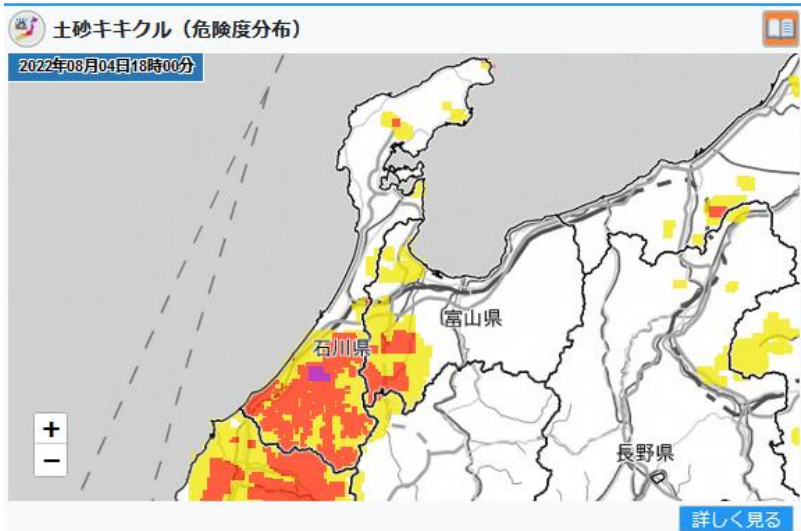 土砂キキクル（危険度分布）
2022年08月04日18時00分
富山県
石川県
長野県
+
−
詳しく見る